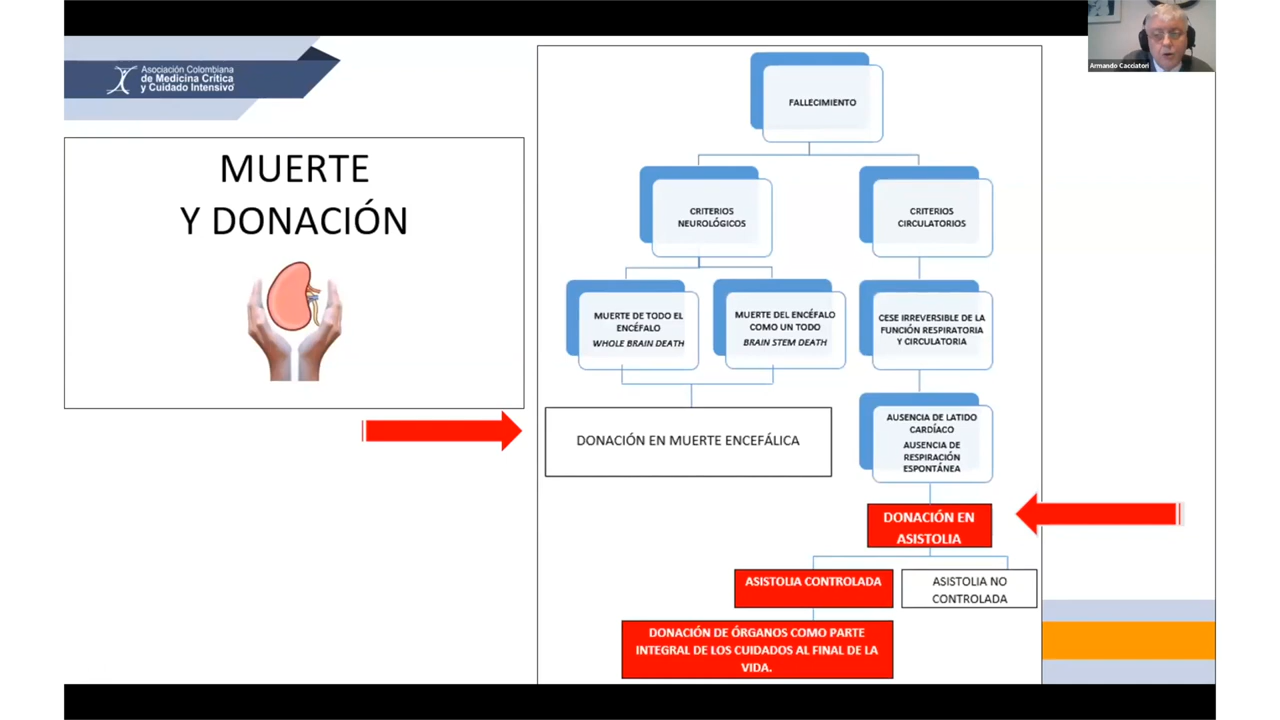 Asociación Colombiana
de Medicina Crítica
y Cuidado Intensivo
Armando Cacciatori
MUERTE
Y DONACIÓN
FALLECIMIENTO
CRITERIOS
NEUROLÓGICOS
CRITERIOS
CIRCULATORIOS
MUERTE DE TODO EL
ENCÉFALO
WHOLE BRAIN DEATH
MUERTE DEL ENCÉFALO
COMO UN TODO
BRAIN STEM DEATH
CESE IRREVERSIBLE DE LA
FUNCIÓN RESPIRATORIA
Y CIRCULATORIA
DONACIÓN EN MUERTE ENCEFÁLICA
AUSENCIA DE LATIDO
CARDÍACO
AUSENCIA DE
RESPIRACIÓN
ESPONTÁNEA
DONACIÓN EN
ASISTOLIA
ASISTOLIA CONTROLADA
ASISTOLIA NO
CONTROLADA
DONACIÓN DE ÓRGANOS COMO PARTE
INTEGRAL DE LOS CUIDADOS AL FINAL DE LA
VIDA.